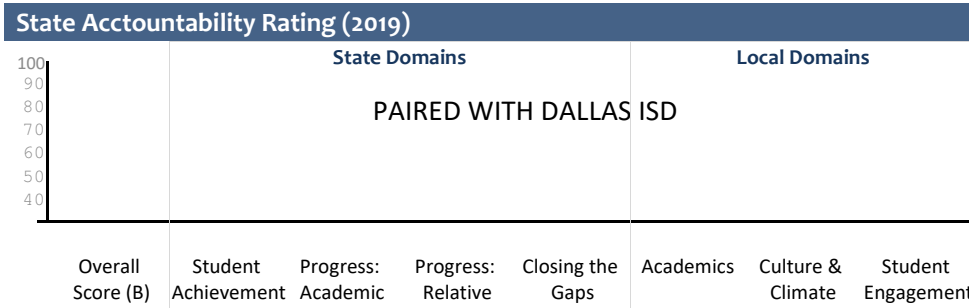 State Acctountability Rating (2019)
State Domains
Local Domains
100
90
80
70
60
50
40
PAIRED WITH DALLAS ISD
Overall
Score (B)
Student
Achievement
Progress:
Academic
Progress:
Relative
Closing the
Gaps
Academics
Culture &
Climate
Student
Engagement